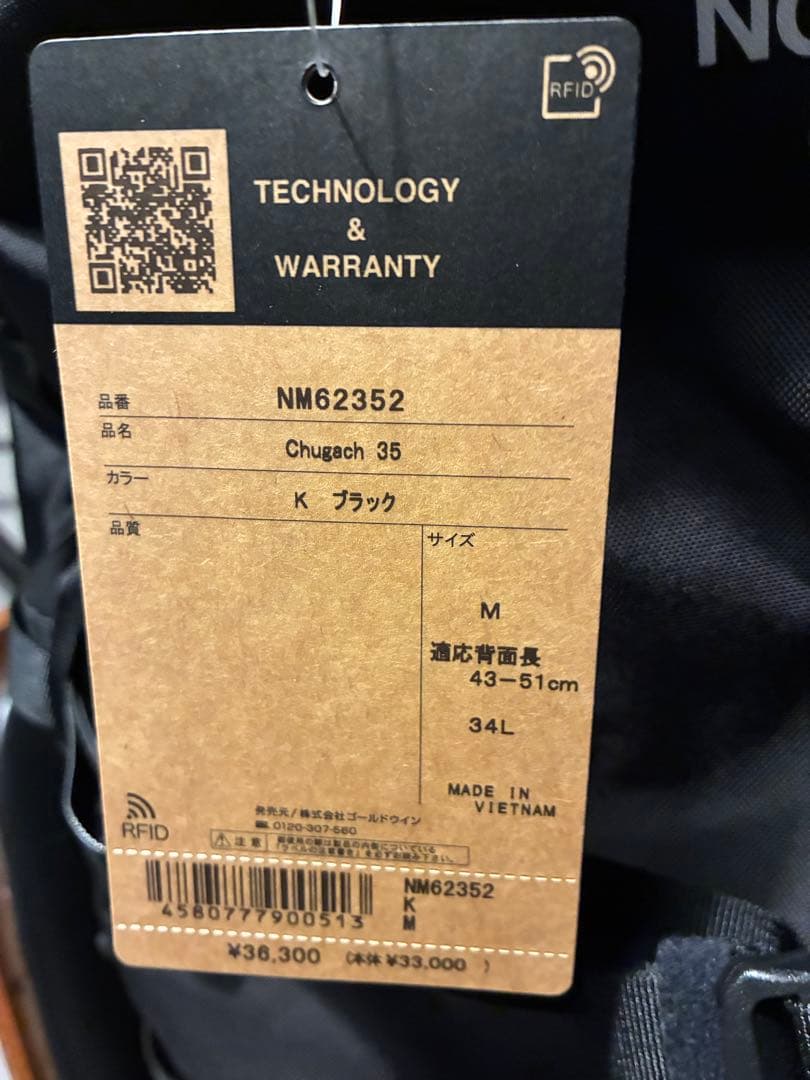 NO
RFID
TECHNOLOGY
&
WARRANTY
品番 NM62352
品名 Chugach 35
カラー K ブラック
品質
サイズ
M
適応背面長
43-51cm
34L
MADE IN
VIETNAM
RFID
発売元/株式会社ゴールドウイン
0120-307-560
注意
NM62352
K
M
4580777900513
¥36,300 (本体 ¥33,000 )